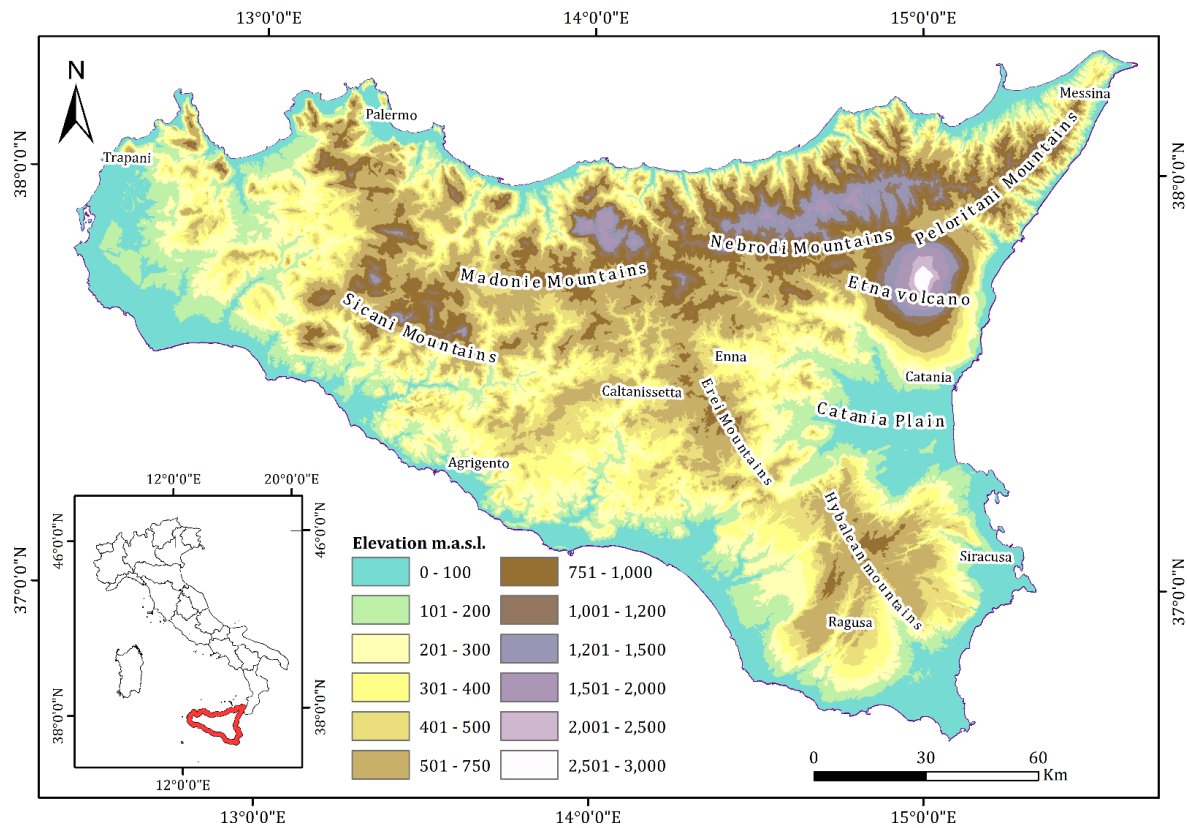 13°0'0"E
14°0'0"E
15°0'0"E
N
Messina
Palermo
Trapani
38°0'0"N
38°0'0"N
Peloritani Mountains
Nebrodi Mountains
Madonie Mountains
Etna volcano
Sicani Mountains
Enna
Catania
Caltanissetta
Erei Mountains
Catania Plain
Agrigento
12°0'0"E
20°0'0"E
Hybalean mountains
46°0'0"N
46°0'0"N
Elevation m.a.s.l.
Siracusa
0 - 100
751 - 1,000
37°0'0"N
37°0'0"N
101 - 200
1,001 - 1,200
Ragusa
201 - 300
1,201 - 1,500
301 - 400
1,501 - 2,000
38°0'0"N
38°0'0"N
401 - 500
2,001 - 2,500
501 - 750
2,501 - 3,000
0
30
60
Km
12°0'0"E
13°0'0"E
14°0'0"E
15°0'0"E